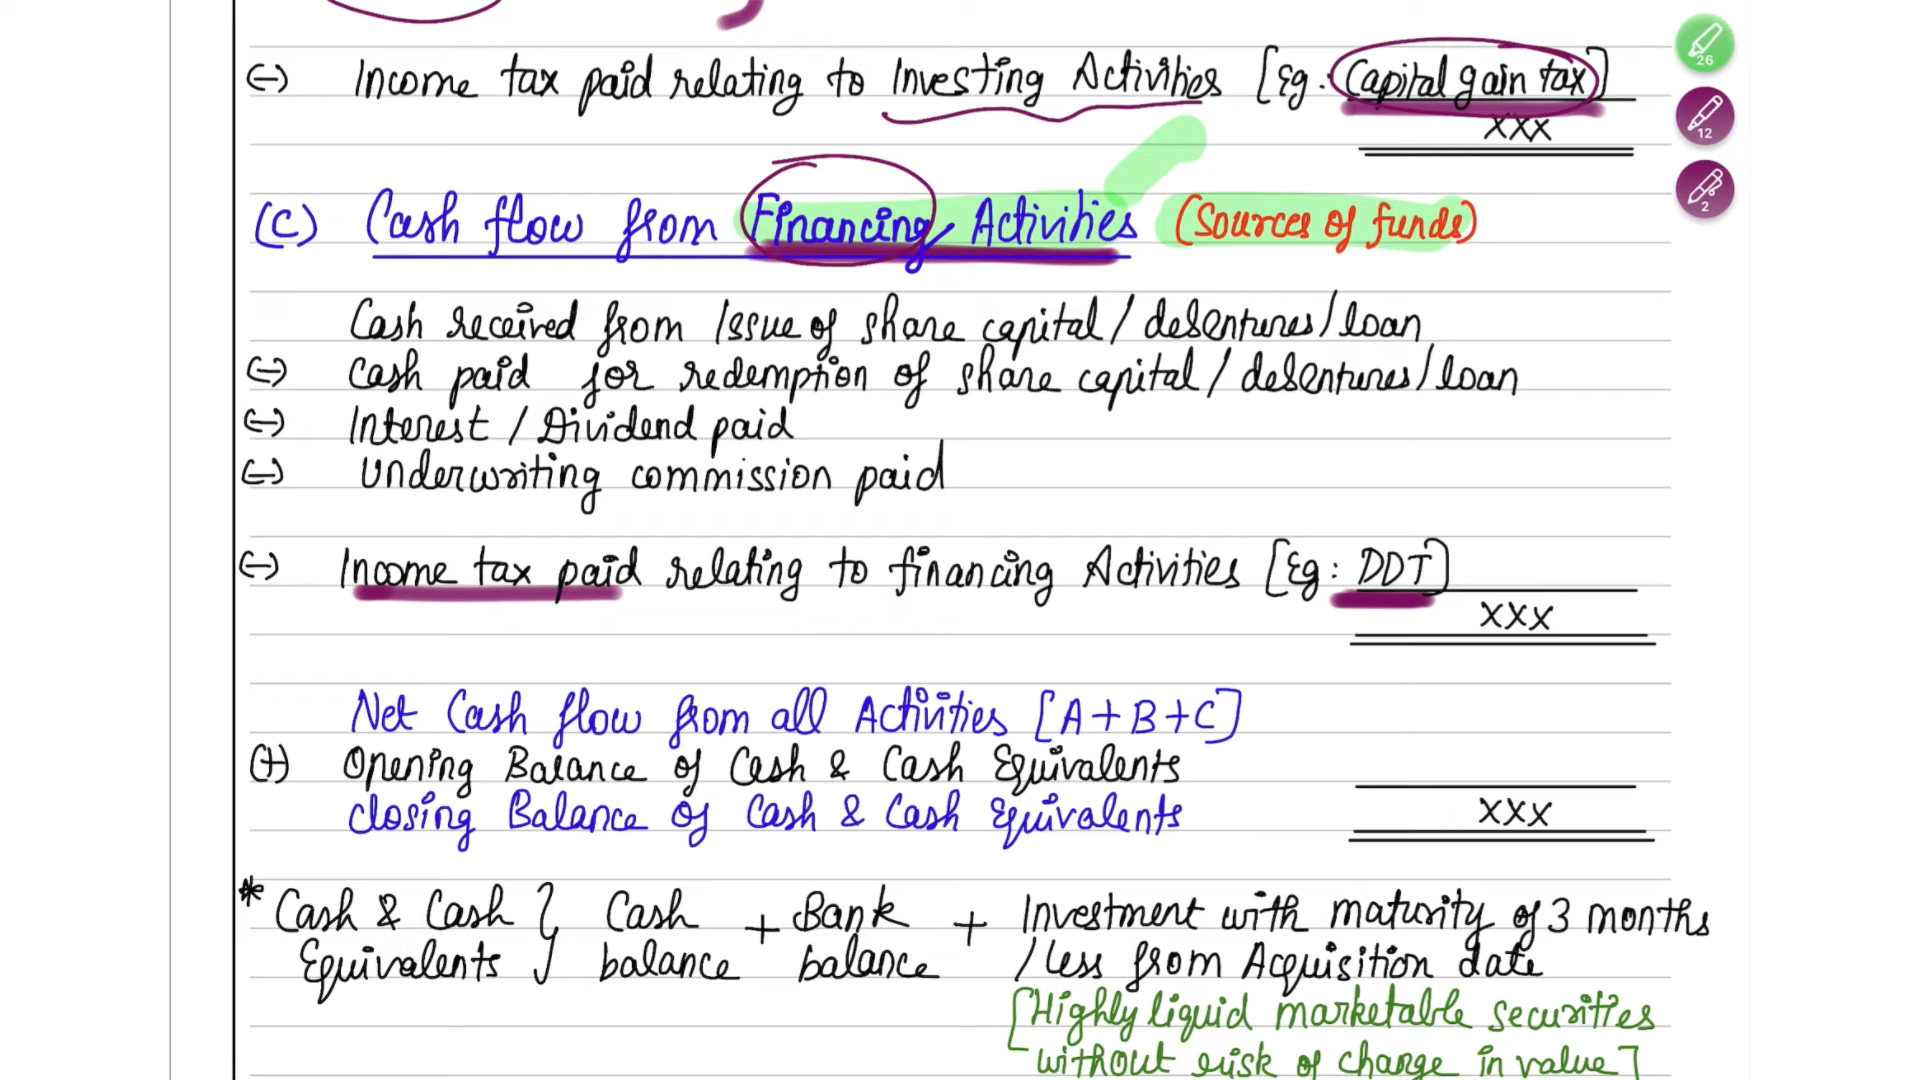 (-) Income tax paid relating to Investing Activities [Eg: Capital gain tax]
xxx
(C) Cash flow from Financing Activities (Sources of funds)
Cash received from Issue of share capital / debentures / loan
(-) Cash paid for redemption of share capital / debentures / loan
(-) Interest / Dividend paid
(-) Underwriting commission paid
(-) Income tax paid relating to financing Activities [Eg: DDT]
xxx
Net Cash flow from all Activities [A+B+C]
(+) Opening Balance of Cash & Cash Equivalents
Closing Balance of Cash & Cash Equivalents
xxx
* Cash & Cash } Cash + Bank + Investment with maturity of 3 months
Equivalents balance balance / less from Acquisition date
[Highly liquid marketable securities
without risk of change in value]
26
12
2